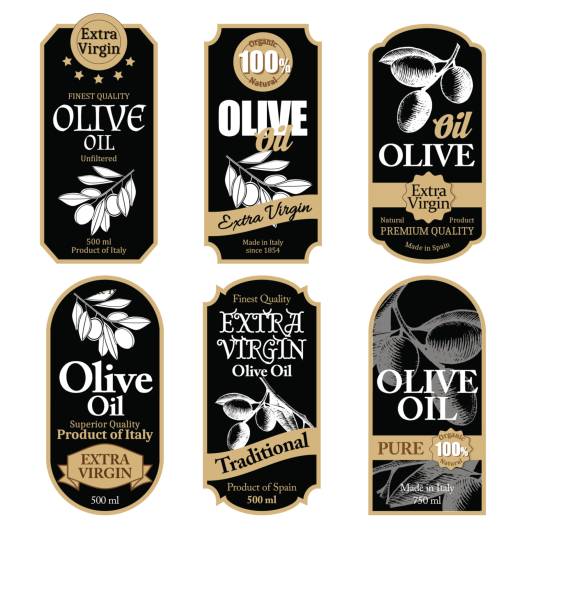 Extra
Virgin
FINEST QUALITY
OLIVE
OIL
Unfiltered
500 ml
Product of Italy
Organic
100%
Natural
OLIVE
Oil
Extra Virgin
Made in Italy
since 1854
Oil
OLIVE
Extra
Virgin
Natural Product
PREMIUM QUALITY
Made in Spain
Olive
Oil
Superior Quality
Product of Italy
EXTRA
VIRGIN
500 ml
Finest Quality
EXTRA
VIRGIN
Olive Oil
Traditional
Product of Spain
500 ml
OLIVE
OIL
PURE
Organic
100%
Natural
Made in Italy
750 ml